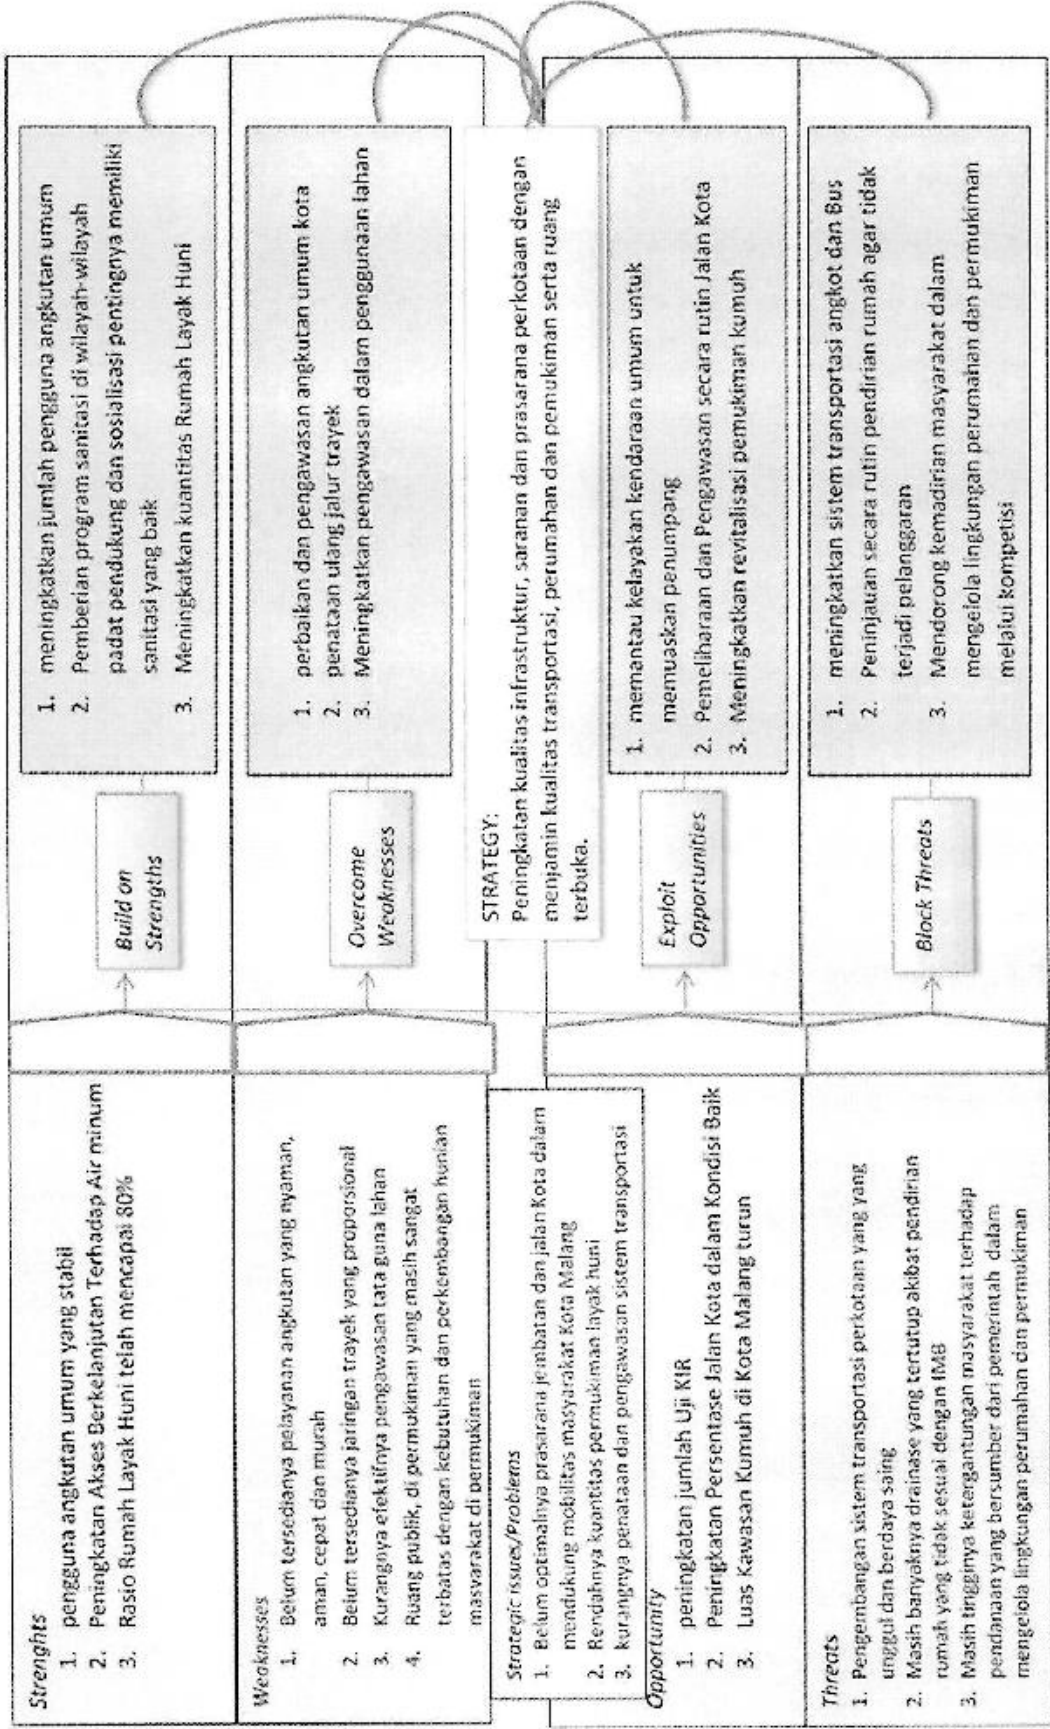 Strenghts
1. pengguna angkutan umum yang stabil
2. Peningkatan Akses Berkelanjutan Terhadap Air minum
3. Rasio Rumah Layak Huni telah mencapai 80%
Build on
Strengths
1. meningkatkan jumlah pengguna angkutan umum
2. Pemberian program sanitasi di wilayah-wilayah
padat pendukung dan sosialisasi pentingnya memiliki
sanitasi yang baik
3. Meningkatkan kuantitas Rumah Layak Huni
Weaknesses
1. Belum tersedianya pelayanan angkutan yang nyaman,
aman, cepat dan murah
2. Belum tersedianya jaringan trayek yang proporsional
3. Kurangnya efektifnya pengawasan tata guna lahan
4. Ruang publik, di permukiman yang masih sangat
terbatas dengan kebutuhan dan perkembangan hunian
masyarakat di permukiman
Overcome
Weaknesses
1. perbaikan dan pengawasan angkutan umum kota
2. penataan ulang jalur trayek
3. Meningkatkan pengawasan dalam penggunaan lahan
Strategic issues/Problems
1. Belum optimalnya prasarana jembatan dan jalan Kota dalam
mendukung mobilitas masyarakat Kota Malang
2. Rendahnya kuantitas permukiman layak huni
3. kurangnya penataan dan pengawasan sistem transportasi
STRATEGY:
Peningkatan kualitas infrastruktur, saranan dan prasarana perkotaan dengan
menjamin kualitas transportasi, perumahan dan pemukiman serta ruang
terbuka.
Opportunity
1. peningkatan jumlah Uji KIR
2. Peningkatan Persentase Jalan Kota dalam Kondisi Baik
3. Luas Kawasan Kumuh di Kota Malang turun
Exploit
Opportunities
1. memantau kelayakan kendaraan umum untuk
memuaskan penumpang
2. Pemeliharaan dan Pengawasan secara rutin Jalan Kota
3. Meningkatkan revitalisasi pemukiman kumuh
Threats
1. Pengembangan sistem transportasi perkotaan yang yang
unggul dan berdaya saing
2. Masih banyaknya drainase yang tertutup akibat pendirian
rumah yang tidak sesuai dengan IMB
3. Masih tingginya ketergantungan masyarakat terhadap
pendanaan yang bersumber dari pemerintah dalam
mengelola lingkungan perumahan dan permukiman
Block Threats
1. meningkatkan sistem transportasi angkot dan Bus
2. Peninjauan secara rutin pendirian rumah agar tidak
terjadi pelanggaran
3. Mendorong kemadirian masyarakat dalam
mengelola lingkungan perumahan dan permukiman
melalui kompetisi